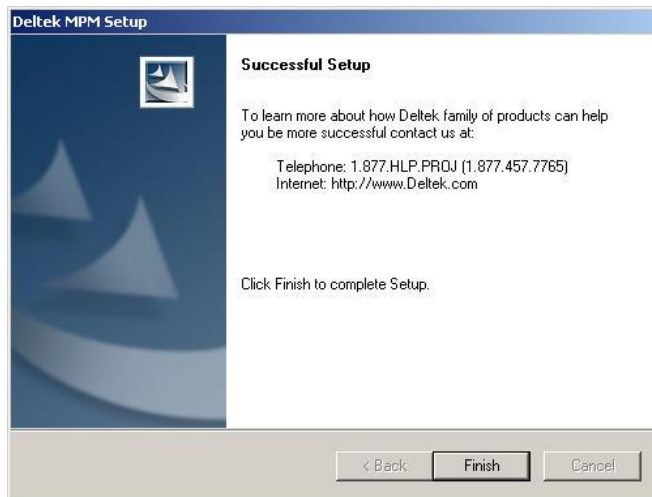 Deltek MPM Setup
Successful Setup
To learn more about how Deltek family of products can help
you be more successful contact us at:
Telephone: 1.877.HLP.PROJ (1.877.457.7765)
Internet: http://www.Deltek.com
Click Finish to complete Setup.
< Back
Finish
Cancel